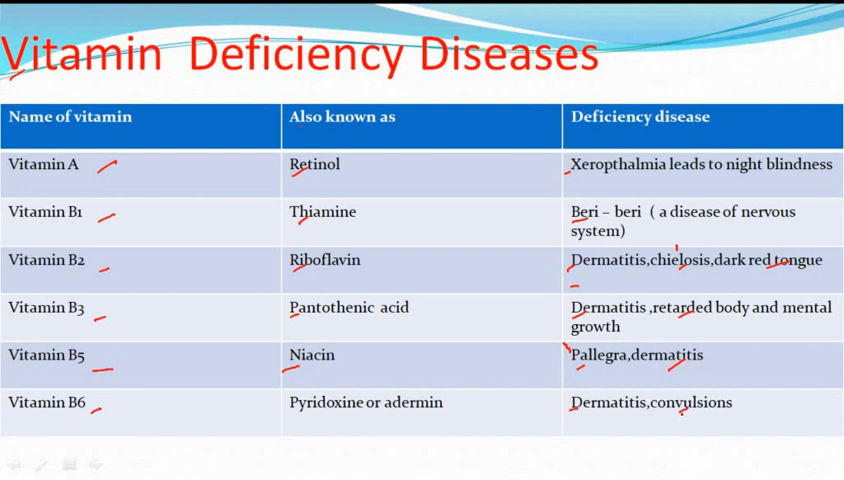 Vitamin Deficiency Diseases
Name of vitamin Also known as Deficiency disease
Vitamin A Retinol Xeropthalmia leads to night blindness
Vitamin B1 Thiamine Beri – beri ( a disease of nervous
system)
Vitamin B2 Riboflavin Dermatitis,chielosis,dark red tongue
Vitamin B3 Pantothenic acid Dermatitis ,retarded body and mental
growth
Vitamin B5 Niacin Pallegra,dermatitis
Vitamin B6 Pyridoxine or adermin Dermatitis,convulsions